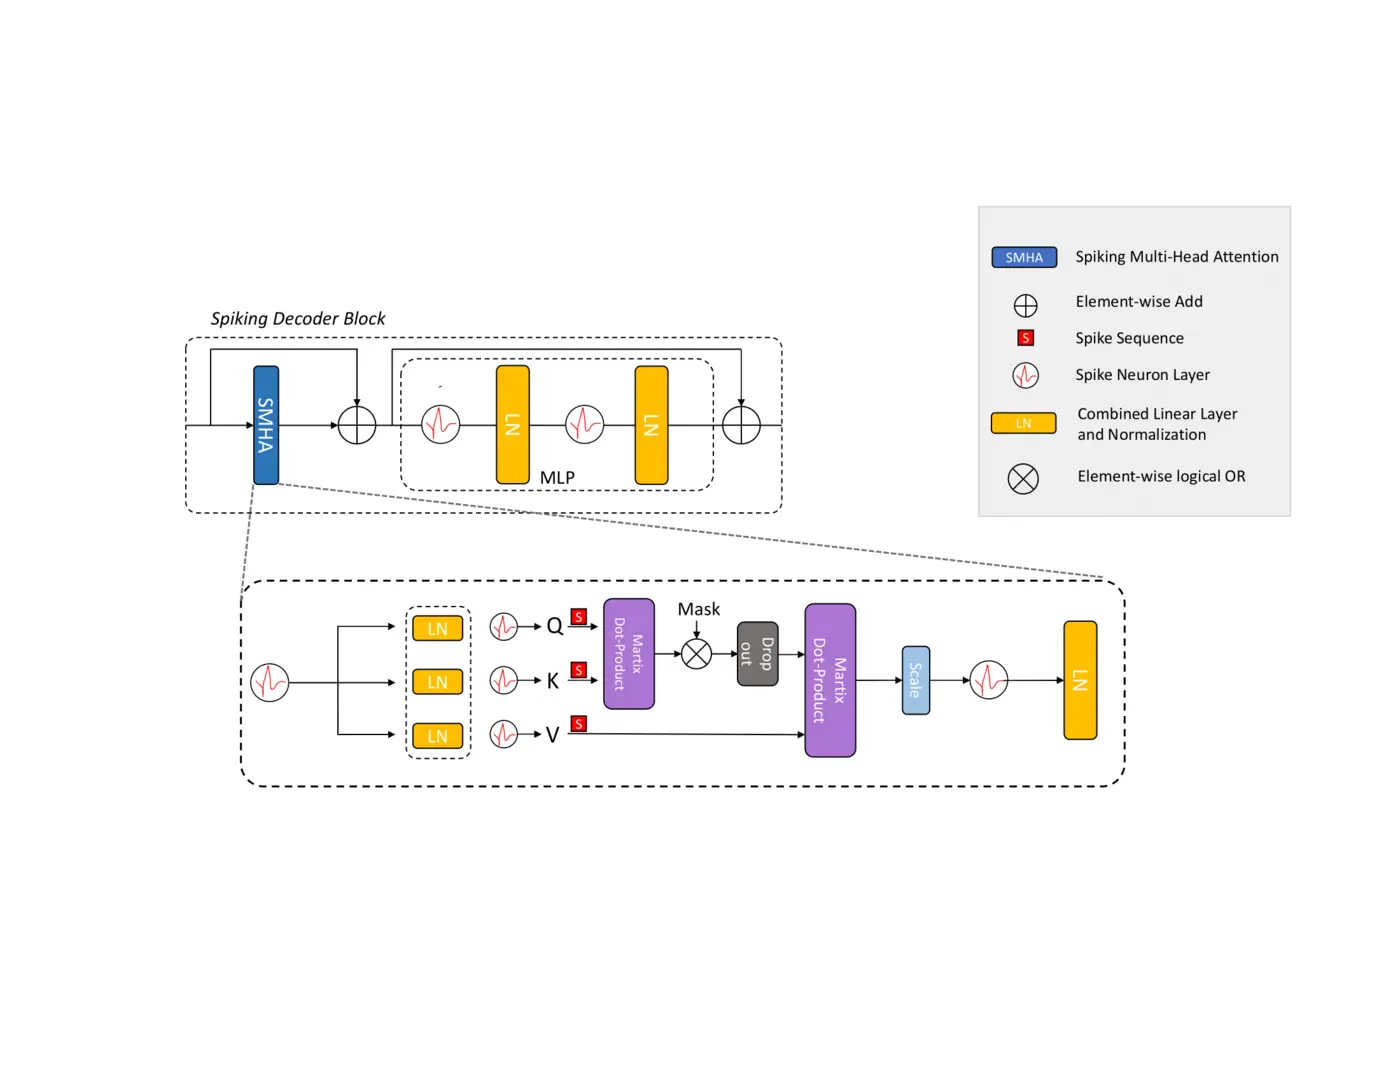 SMHA
Spiking Multi-Head Attention
Element-wise Add
S
Spike Sequence
Spike Neuron Layer
LN
Combined Linear Layer
and Normalization
Element-wise logical OR
Spiking Decoder Block
SMHA
LN
LN
MLP
LN
LN
LN
Q
S
K
S
V
S
Martix
Dot-Product
Mask
Drop
out
Martix
Dot-Product
Scale
LN